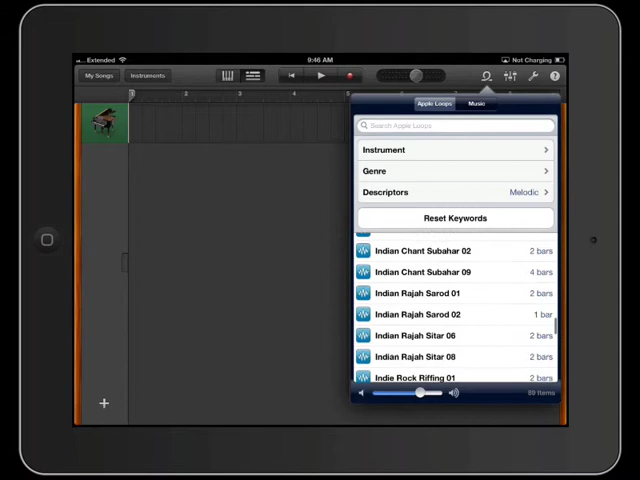 Extended
9:46 AM
Not Charging
My Songs
Instruments
1 2 3 4 5
Apple Loops Music
Search Apple Loops
Instrument
Genre
Descriptors Melodic
Reset Keywords
Indian Chant Subahar 02 2 bars
Indian Chant Subahar 09 4 bars
Indian Rajah Sarod 01 2 bars
Indian Rajah Sarod 02 1 bar
Indian Rajah Sitar 06 2 bars
Indian Rajah Sitar 08 2 bars
Indie Rock Riffing 01 2 bars
89 items